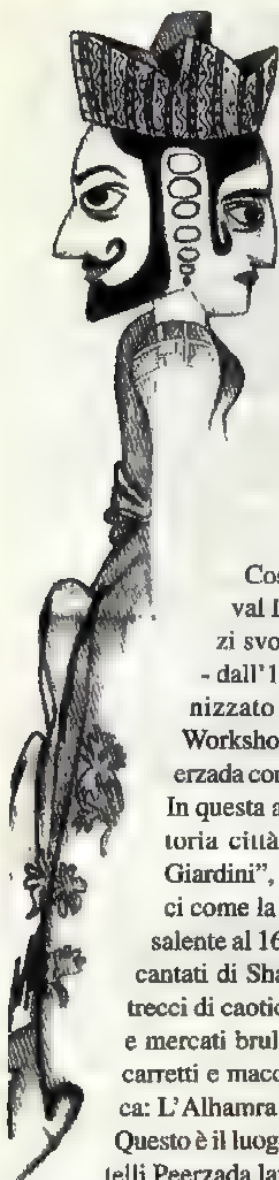 Cos
val I
zi svo
- dall'1
nizzato
Worksho
erzada con
In questa a
toria città
Giardini",
ci come la
salente al 16
cantati di Sha
trecci di caotic
e mercati brul
carretti e macc
ca: L'Alhamra
Questo è il luog
telli Peerzada lav